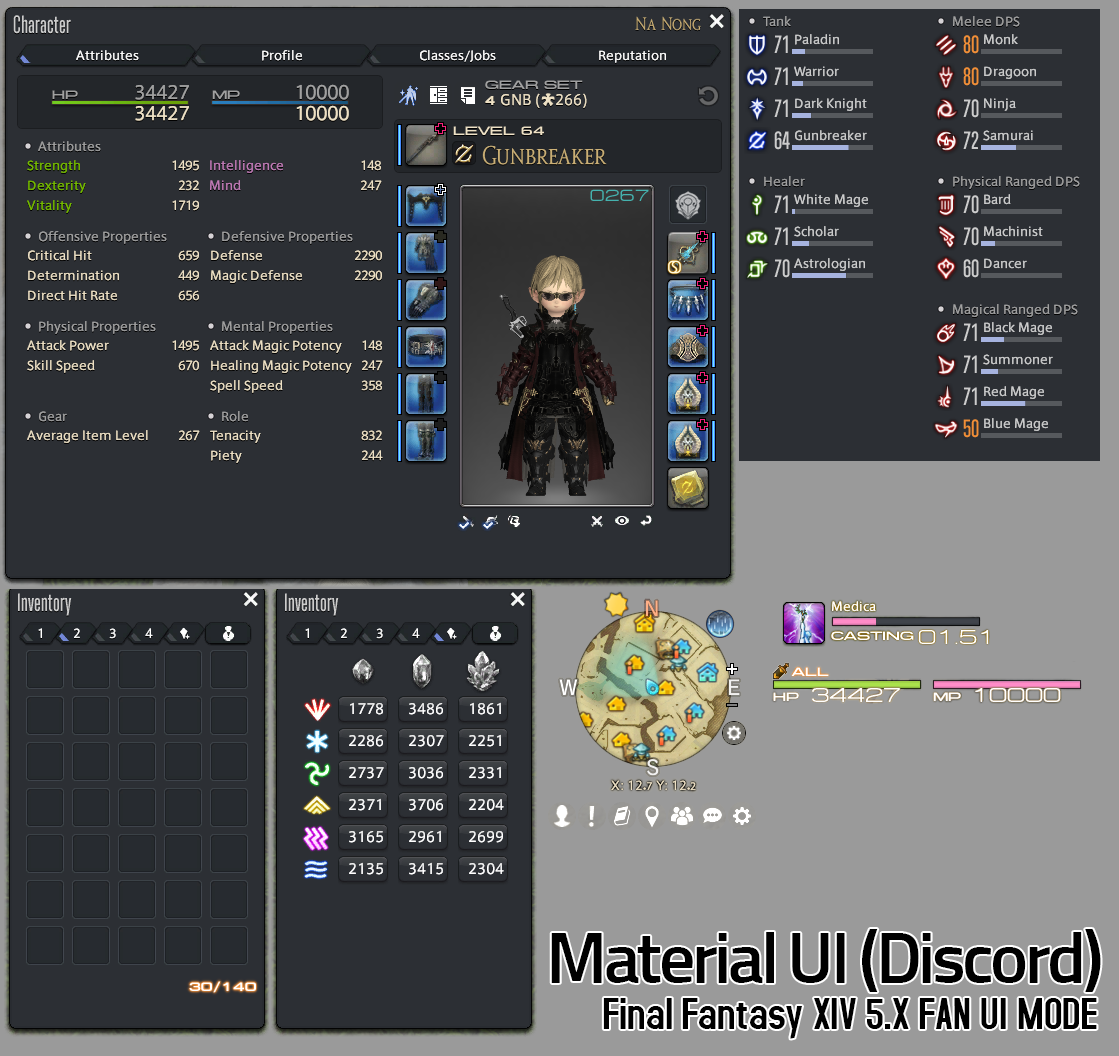 Character
NA NONG
Attributes Profile Classes/Jobs Reputation
HP 34427 MP 10000
34427 10000
GEAR SET
4 GNB (266)
LEVEL 64
GUNBREAKER
0267
Attributes
Strength 1495 Intelligence 148
Dexterity 232 Mind 247
Vitality 1719
Offensive Properties Defensive Properties
Critical Hit 659 Defense 2290
Determination 449 Magic Defense 2290
Direct Hit Rate 656
Physical Properties Mental Properties
Attack Power 1495 Attack Magic Potency 148
Skill Speed 670 Healing Magic Potency 247
Spell Speed 358
Gear Role
Average Item Level 267 Tenacity 832
Piety 244
Tank
71 Paladin
71 Warrior
71 Dark Knight
64 Gunbreaker
Healer
71 White Mage
71 Scholar
70 Astrologian
Melee DPS
80 Monk
80 Dragoon
70 Ninja
72 Samurai
Physical Ranged DPS
70 Bard
70 Machinist
60 Dancer
Magical Ranged DPS
71 Black Mage
71 Summoner
71 Red Mage
50 Blue Mage
Inventory
1 2 3 4
30/140
Inventory
1 2 3 4
1778 3486 1861
2286 2307 2251
2737 3036 2331
2371 3706 2204
3165 2961 2699
2135 3415 2304
N
W E
S
X: 12.7 Y: 12.2
Medica
CASTING 01.51
ALL
HP 34427 MP 10000
Material UI (Discord)
Final Fantasy XIV 5.X FAN UI MODE